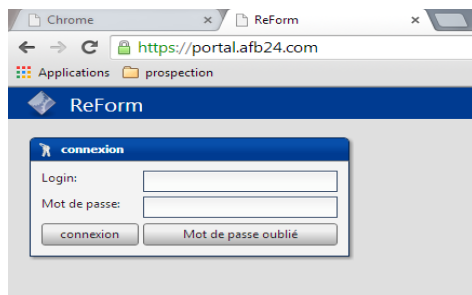 Chrome × ReForm ×
https://portal.afb24.com
Applications prospection
ReForm
connexion
Login:
Mot de passe:
connexion Mot de passe oublié